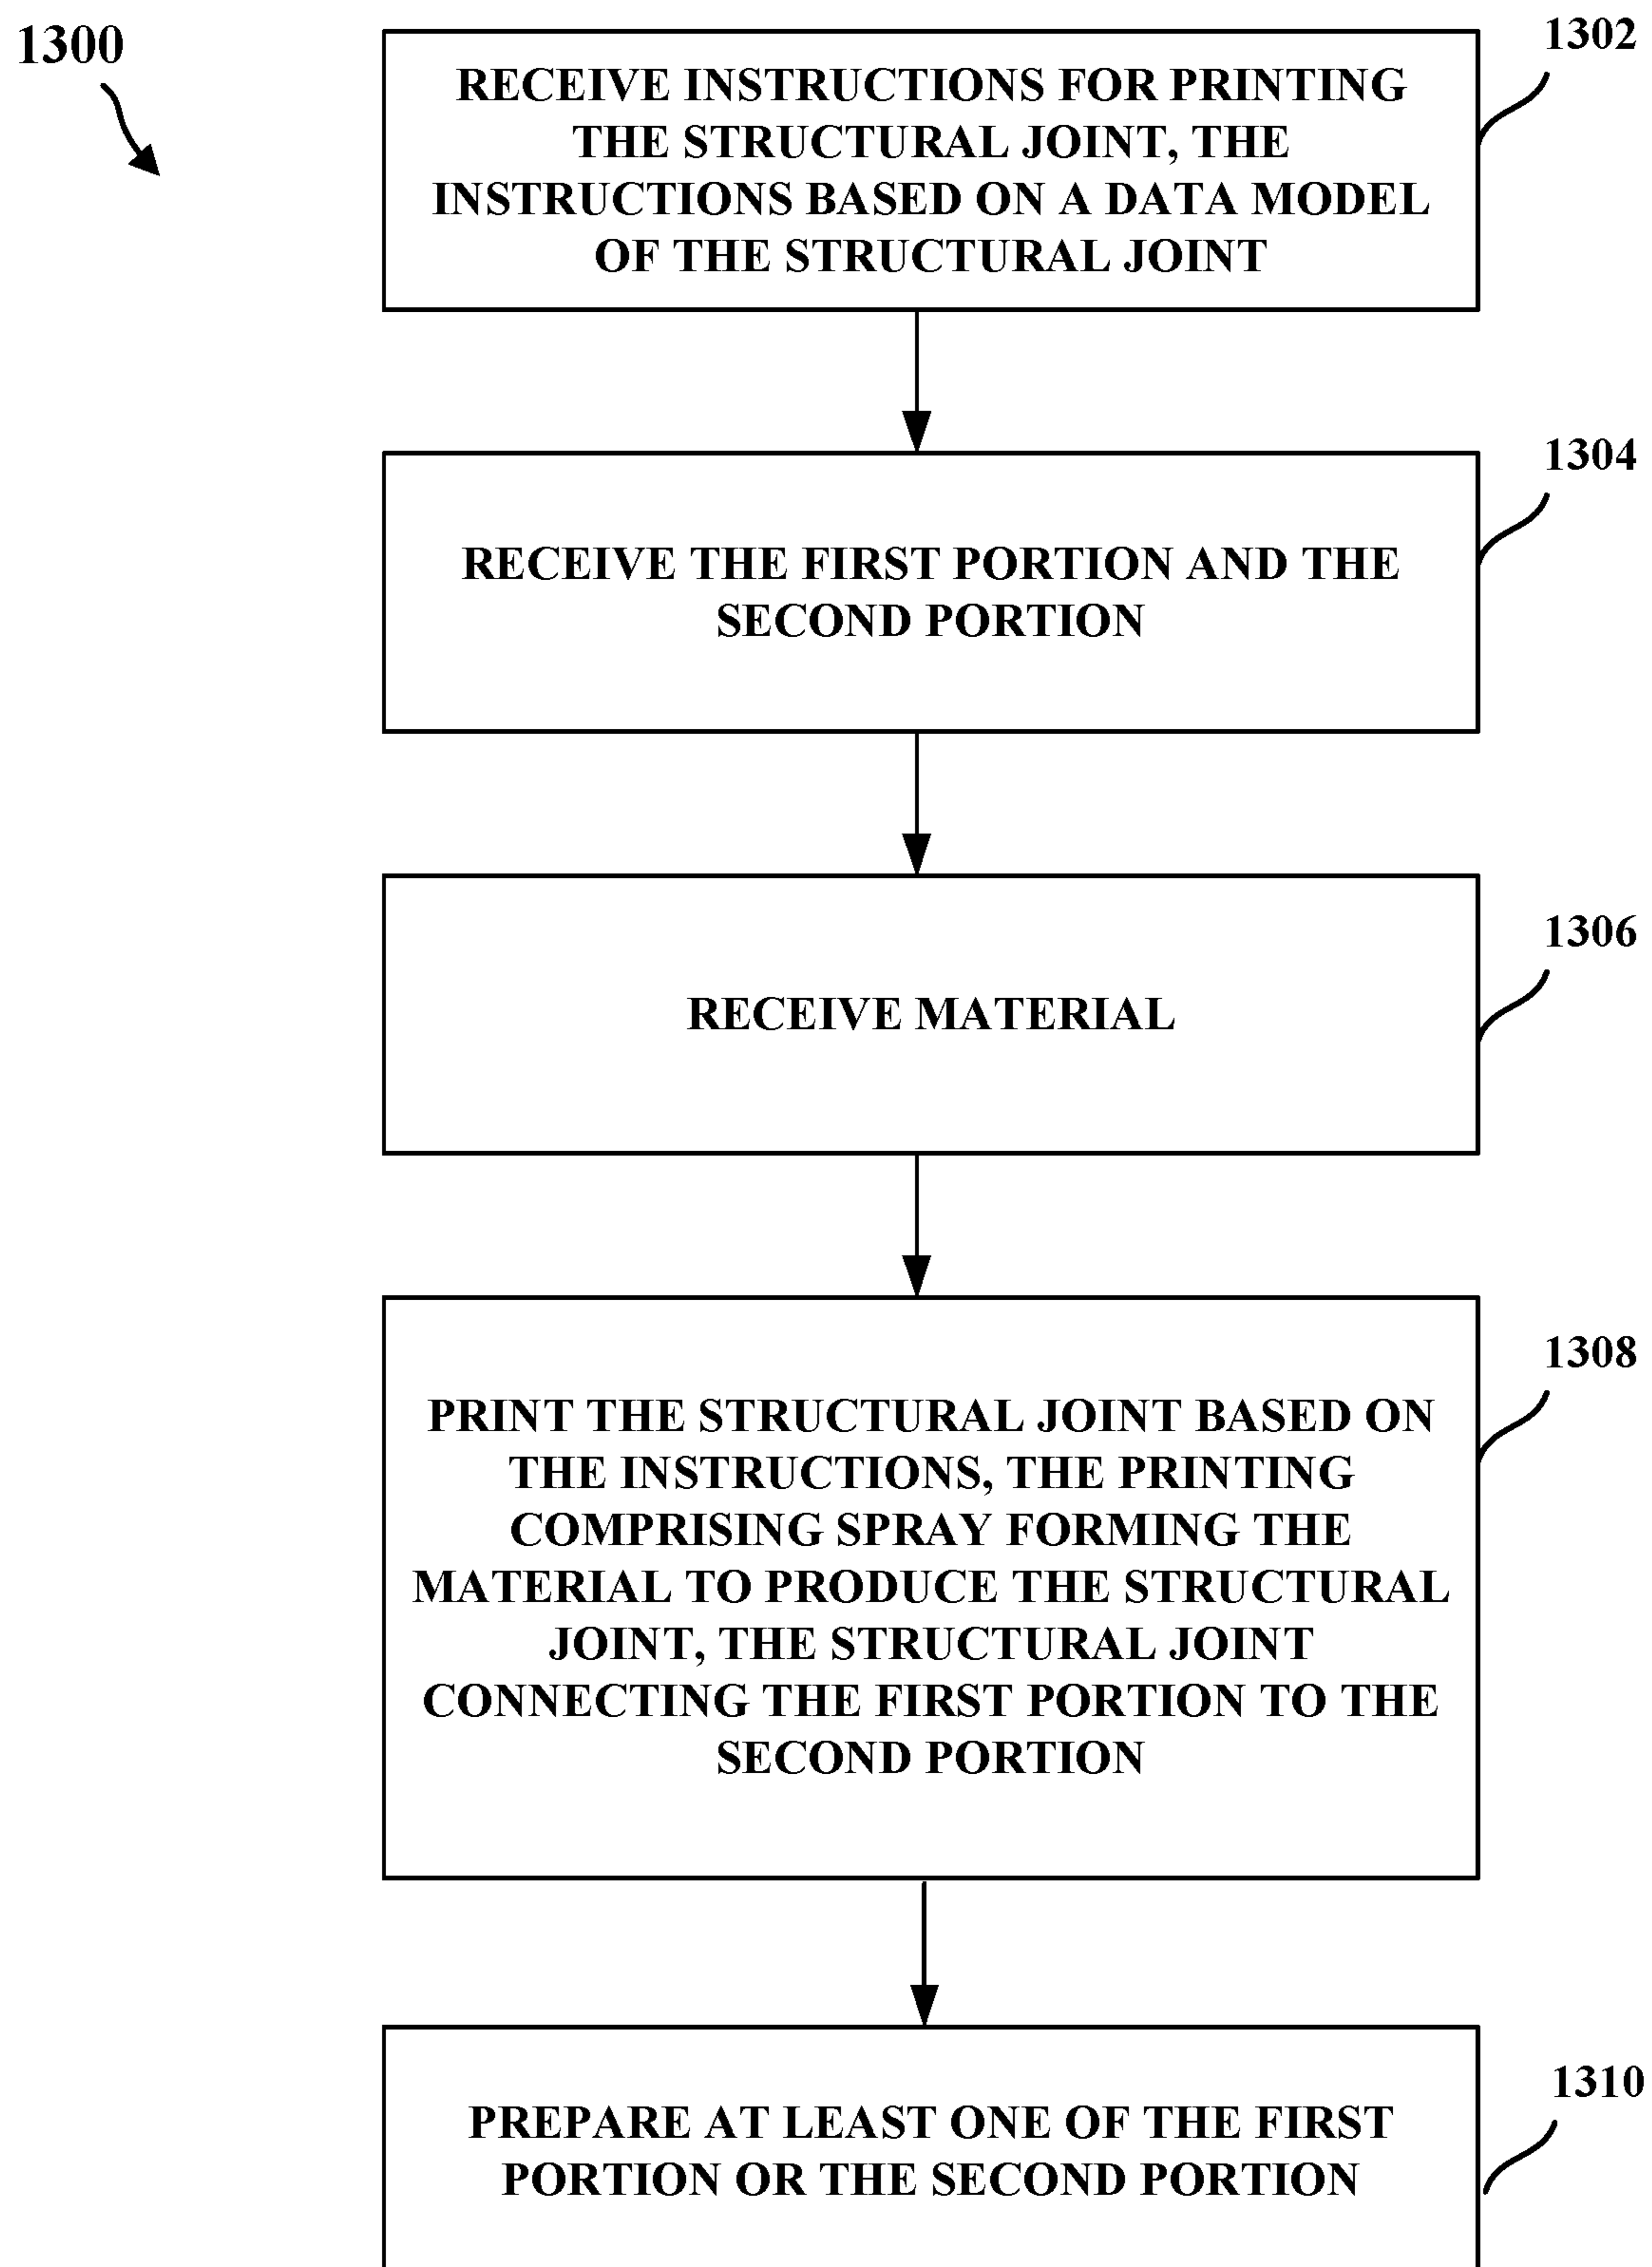 1300
1302
RECEIVE INSTRUCTIONS FOR PRINTING
THE STRUCTURAL JOINT, THE
INSTRUCTIONS BASED ON A DATA MODEL
OF THE STRUCTURAL JOINT
1304
RECEIVE THE FIRST PORTION AND THE
SECOND PORTION
1306
RECEIVE MATERIAL
1308
PRINT THE STRUCTURAL JOINT BASED ON
THE INSTRUCTIONS, THE PRINTING
COMPRISING SPRAY FORMING THE
MATERIAL TO PRODUCE THE STRUCTURAL
JOINT, THE STRUCTURAL JOINT
CONNECTING THE FIRST PORTION TO THE
SECOND PORTION
1310
PREPARE AT LEAST ONE OF THE FIRST
PORTION OR THE SECOND PORTION